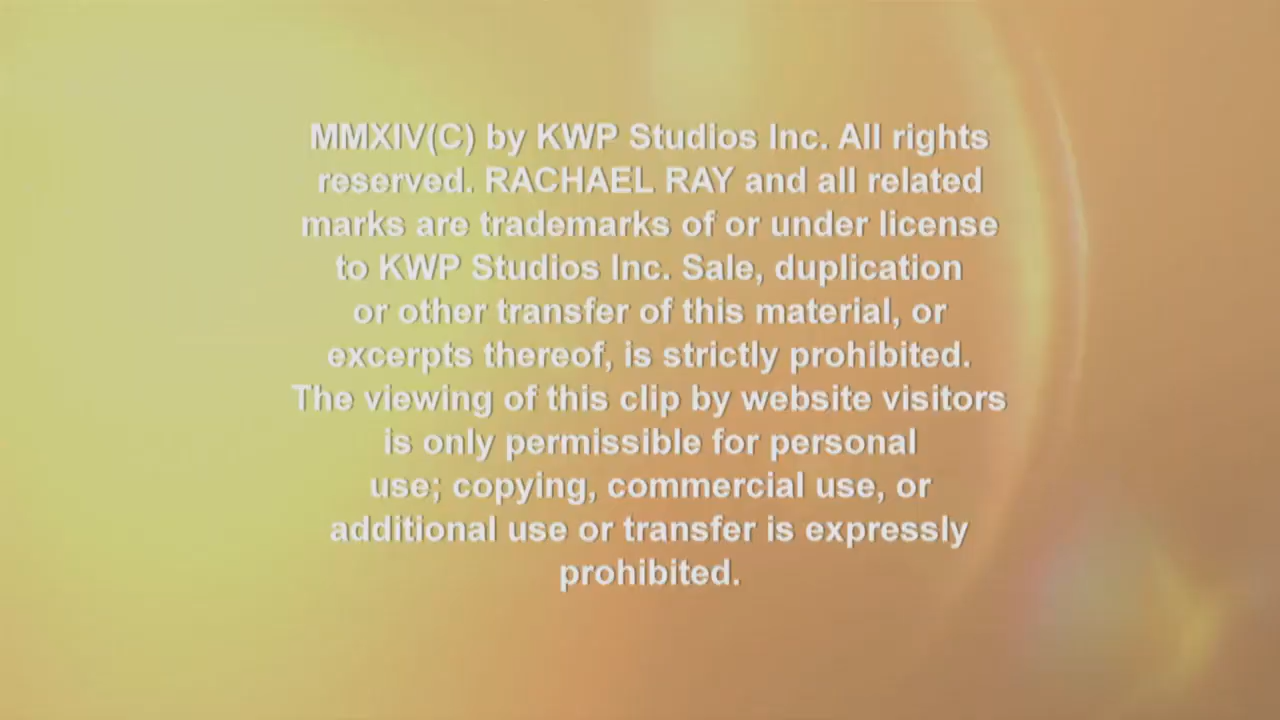 MMXIV(C) by KWP Studios Inc. All rights
reserved. RACHAEL RAY and all related
marks are trademarks of or under license
to KWP Studios Inc. Sale, duplication
or other transfer of this material, or
excerpts thereof, is strictly prohibited.
The viewing of this clip by website visitors
is only permissible for personal
use; copying, commercial use, or
additional use or transfer is expressly
prohibited.